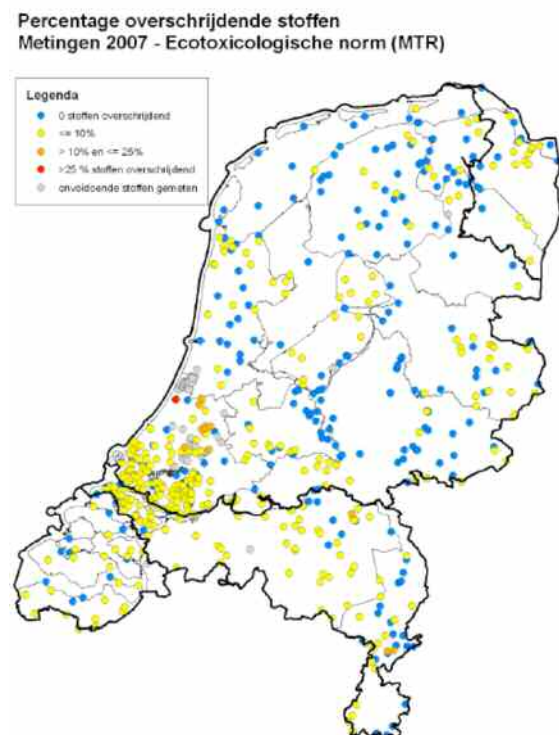 Percentage overschrijdende stoffen
Metingen 2007 - Ecotoxicologische norm (MTR)
Legenda
0 stoffen overschrijdend
<= 10%
> 10% en <= 25%
>25 % stoffen overschrijdend
onvoldoende stoffen gemeten